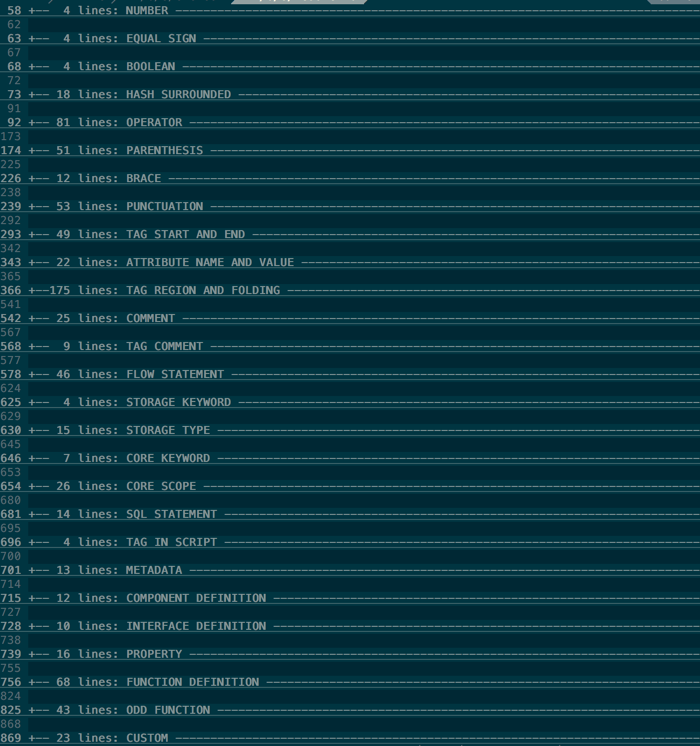 58 +—— 4 lines: NUMBER ——————————
62
63 +—— 4 lines: EQUAL SIGN ——————————
67
68 +—— 4 lines: BOOLEAN ——————————
72
73 +—— 18 lines: HASH SURROUNDED ——————————
91
92 +—— 81 lines: OPERATOR ——————————
173
174 +—— 51 lines: PARENTHESIS ——————————
225
226 +—— 12 lines: BRACE ——————————
238
239 +—— 53 lines: PUNCTUATION ——————————
292
293 +—— 49 lines: TAG START AND END ——————————
342
343 +—— 22 lines: ATTRIBUTE NAME AND VALUE ——————————
365
366 +——175 lines: TAG REGION AND FOLDING ——————————
541
542 +—— 25 lines: COMMENT ——————————
567
568 +—— 9 lines: TAG COMMENT ——————————
577
578 +—— 46 lines: FLOW STATEMENT ——————————
624
625 +—— 4 lines: STORAGE KEYWORD ——————————
629
630 +—— 15 lines: STORAGE TYPE ——————————
645
646 +—— 7 lines: CORE KEYWORD ——————————
653
654 +—— 26 lines: CORE SCOPE ——————————
680
681 +—— 14 lines: SQL STATEMENT ——————————
695
696 +—— 4 lines: TAG IN SCRIPT ——————————
700
701 +—— 13 lines: METADATA ——————————
714
715 +—— 12 lines: COMPONENT DEFINITION ——————————
727
728 +—— 10 lines: INTERFACE DEFINITION ——————————
738
739 +—— 16 lines: PROPERTY ——————————
755
756 +—— 68 lines: FUNCTION DEFINITION ——————————
824
825 +—— 43 lines: ODD FUNCTION ——————————
868
869 +—— 23 lines: CUSTOM ——————————